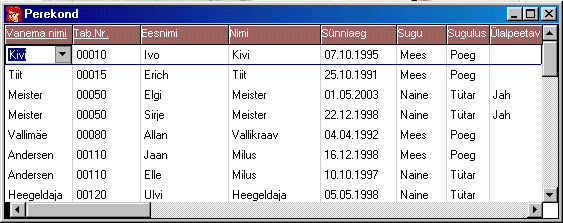 Perekond
Vanema nimi Tab.Nr. Eesnimi Nimi Sünniaeg Sugu Sugulus Ülalpeetav
Kivi 00010 Ivo Kivi 07.10.1995 Mees Poeg
Tiit 00015 Erich Tiit 25.10.1991 Mees Poeg
Meister 00050 Elgi Meister 01.05.2003 Naine Tütar Jah
Meister 00050 Sirje Meister 22.12.1998 Naine Tütar Jah
Vallimäe 00080 Allan Vallikraav 04.04.1992 Mees Poeg
Andersen 00110 Jaan Milus 16.12.1998 Mees Poeg
Andersen 00110 Elle Milus 10.10.1997 Naine Tütar
Heegeldaja 00120 Ulvi Heegeldaja 05.05.1998 Naine Tütar